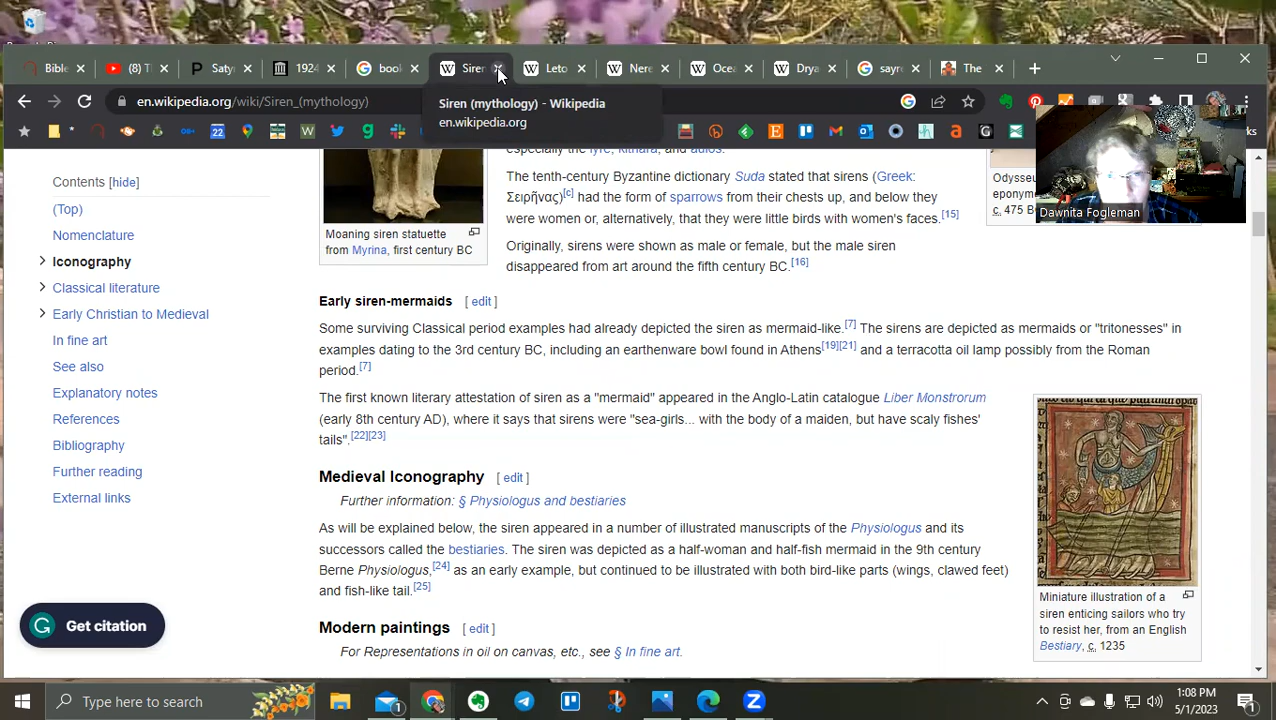 Bible
(8) T
Saty
1924
book
Siren
Leto
Nere
Ocea
Drya
sayre
The
en.wikipedia.org/wiki/Siren_(mythology)
Siren (mythology) - Wikipedia
en.wikipedia.org
22
Dawnita Fogleman
Contents [hide]
(Top)
Nomenclature
Iconography
Classical literature
Early Christian to Medieval
In fine art
See also
Explanatory notes
References
Bibliography
Further reading
External links
Get citation
Moaning siren statuette
from Myrina, first century BC
especially the lyre, kithara, and aulos.
The tenth-century Byzantine dictionary Suda stated that sirens (Greek:
Σειρῆνας)[c] had the form of sparrows from their chests up, and below they
were women or, alternatively, that they were little birds with women's faces.[15]
Originally, sirens were shown as male or female, but the male siren
disappeared from art around the fifth century BC.[16]
Odysseu
eponym
c. 475 B
Early siren-mermaids [ edit ]
Some surviving Classical period examples had already depicted the siren as mermaid-like.[7] The sirens are depicted as mermaids or "tritonesses" in
examples dating to the 3rd century BC, including an earthenware bowl found in Athens[19][21] and a terracotta oil lamp possibly from the Roman
period.[7]
The first known literary attestation of siren as a "mermaid" appeared in the Anglo-Latin catalogue Liber Monstrorum
(early 8th century AD), where it says that sirens were "sea-girls... with the body of a maiden, but have scaly fishes'
tails".[22][23]
Medieval Iconography [ edit ]
Further information: § Physiologus and bestiaries
As will be explained below, the siren appeared in a number of illustrated manuscripts of the Physiologus and its
successors called the bestiaries. The siren was depicted as a half-woman and half-fish mermaid in the 9th century
Berne Physiologus,[24] as an early example, but continued to be illustrated with both bird-like parts (wings, clawed feet)
and fish-like tail.[25]
Miniature illustration of a
siren enticing sailors who try
to resist her, from an English
Bestiary, c. 1235
Modern paintings [ edit ]
For Representations in oil on canvas, etc., see § In fine art.
Type here to search
1:08 PM
5/1/2023